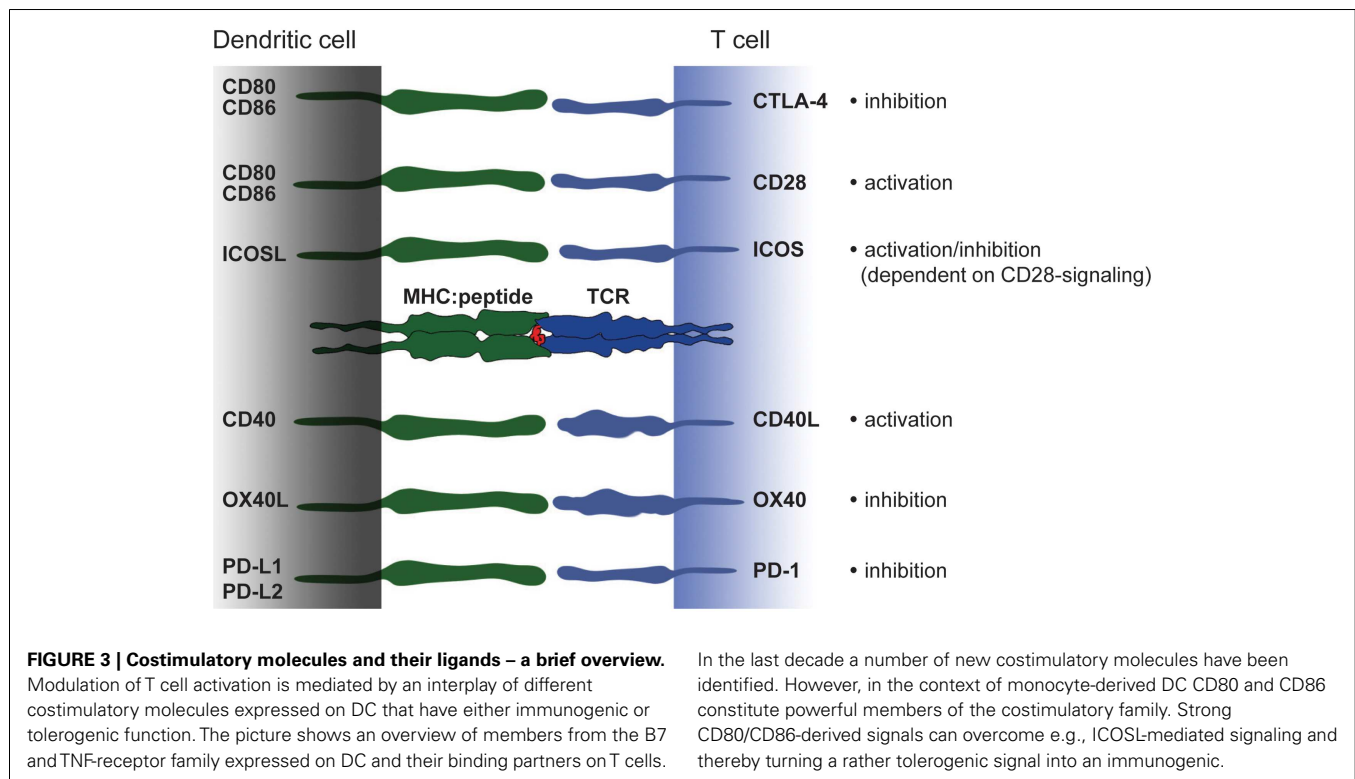 Dendritic cell
T cell
CD80
CD86
CTLA-4 • inhibition
CD80
CD86
CD28 • activation
ICOSL
ICOS • activation/inhibition
(dependent on CD28-signaling)
MHC:peptide TCR
CD40
CD40L • activation
OX40L
OX40 • inhibition
PD-L1
PD-L2
PD-1 • inhibition
FIGURE 3 | Costimulatory molecules and their ligands – a brief overview.
Modulation of T cell activation is mediated by an interplay of different
costimulatory molecules expressed on DC that have either immunogenic or
tolerogenic function. The picture shows an overview of members from the B7
and TNF-receptor family expressed on DC and their binding partners on T cells.
In the last decade a number of new costimulatory molecules have been
identified. However, in the context of monocyte-derived DC CD80 and CD86
constitute powerful members of the costimulatory family. Strong
CD80/CD86-derived signals can overcome e.g., ICOSL-mediated signaling and
thereby turning a rather tolerogenic signal into an immunogenic.